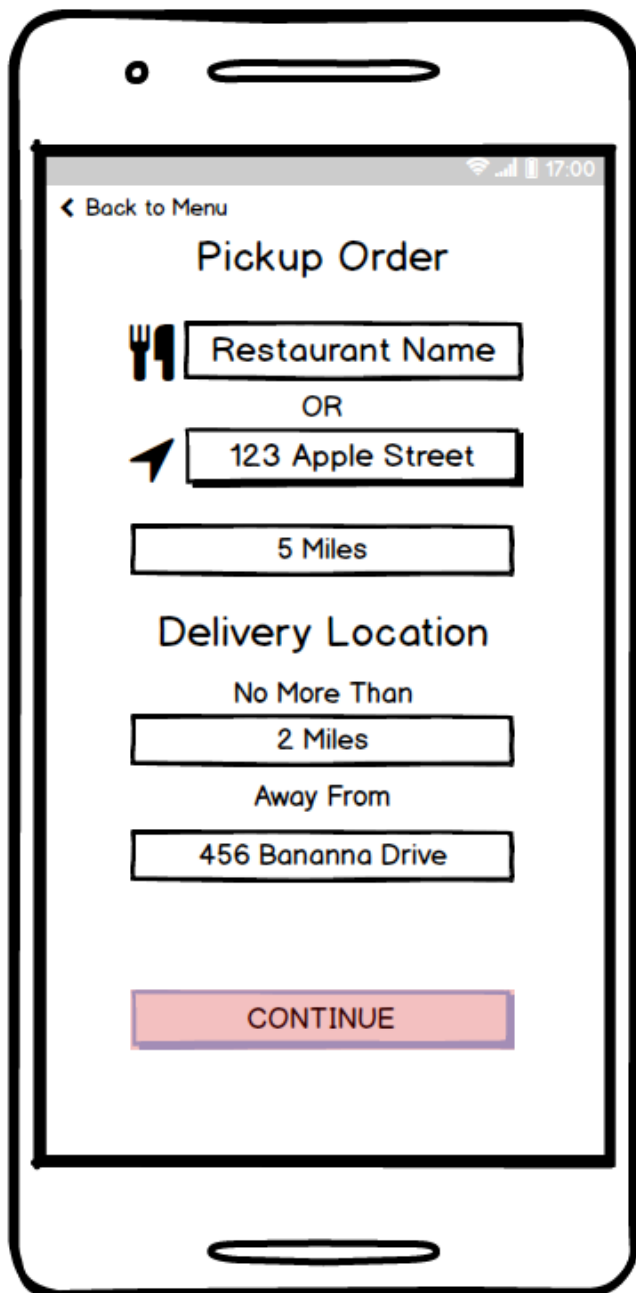 17:00
Back to Menu
Pickup Order
Restaurant Name
OR
123 Apple Street
5 Miles
Delivery Location
No More Than
2 Miles
Away From
456 Bananna Drive
CONTINUE